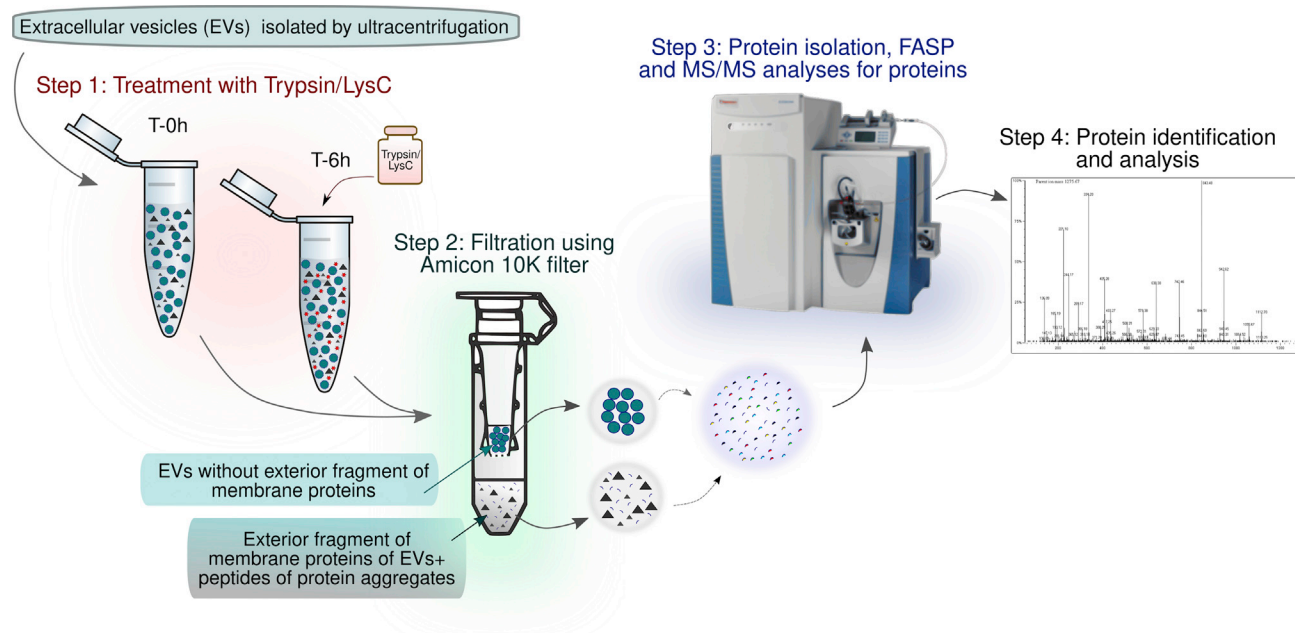 Extracellular vesicles (EVs)  isolated by ultracentrifugation
Step 1: Treatment with Trypsin/LysC
T-0h
T-6h
Trypsin/
LysC
Step 2: Filtration using
Amicon 10K filter
EVs without exterior fragment of
membrane proteins
Exterior fragment of
membrane proteins of EVs+
peptides of protein aggregates
Step 3: Protein isolation, FASP
and MS/MS analyses for proteins
Step 4: Protein identification
and analysis